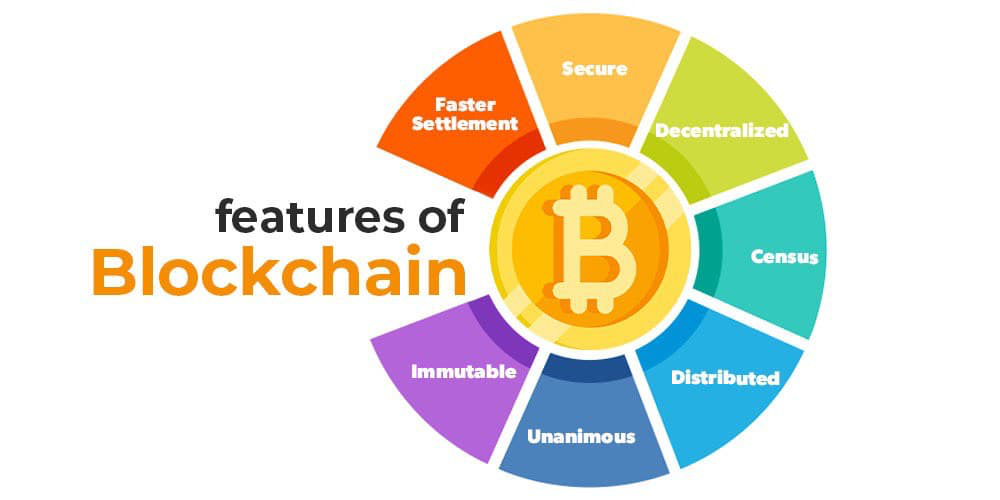 features of
Blockchain
Faster
Settlement
Secure
Decentralized
Census
Distributed
Unanimous
Immutable